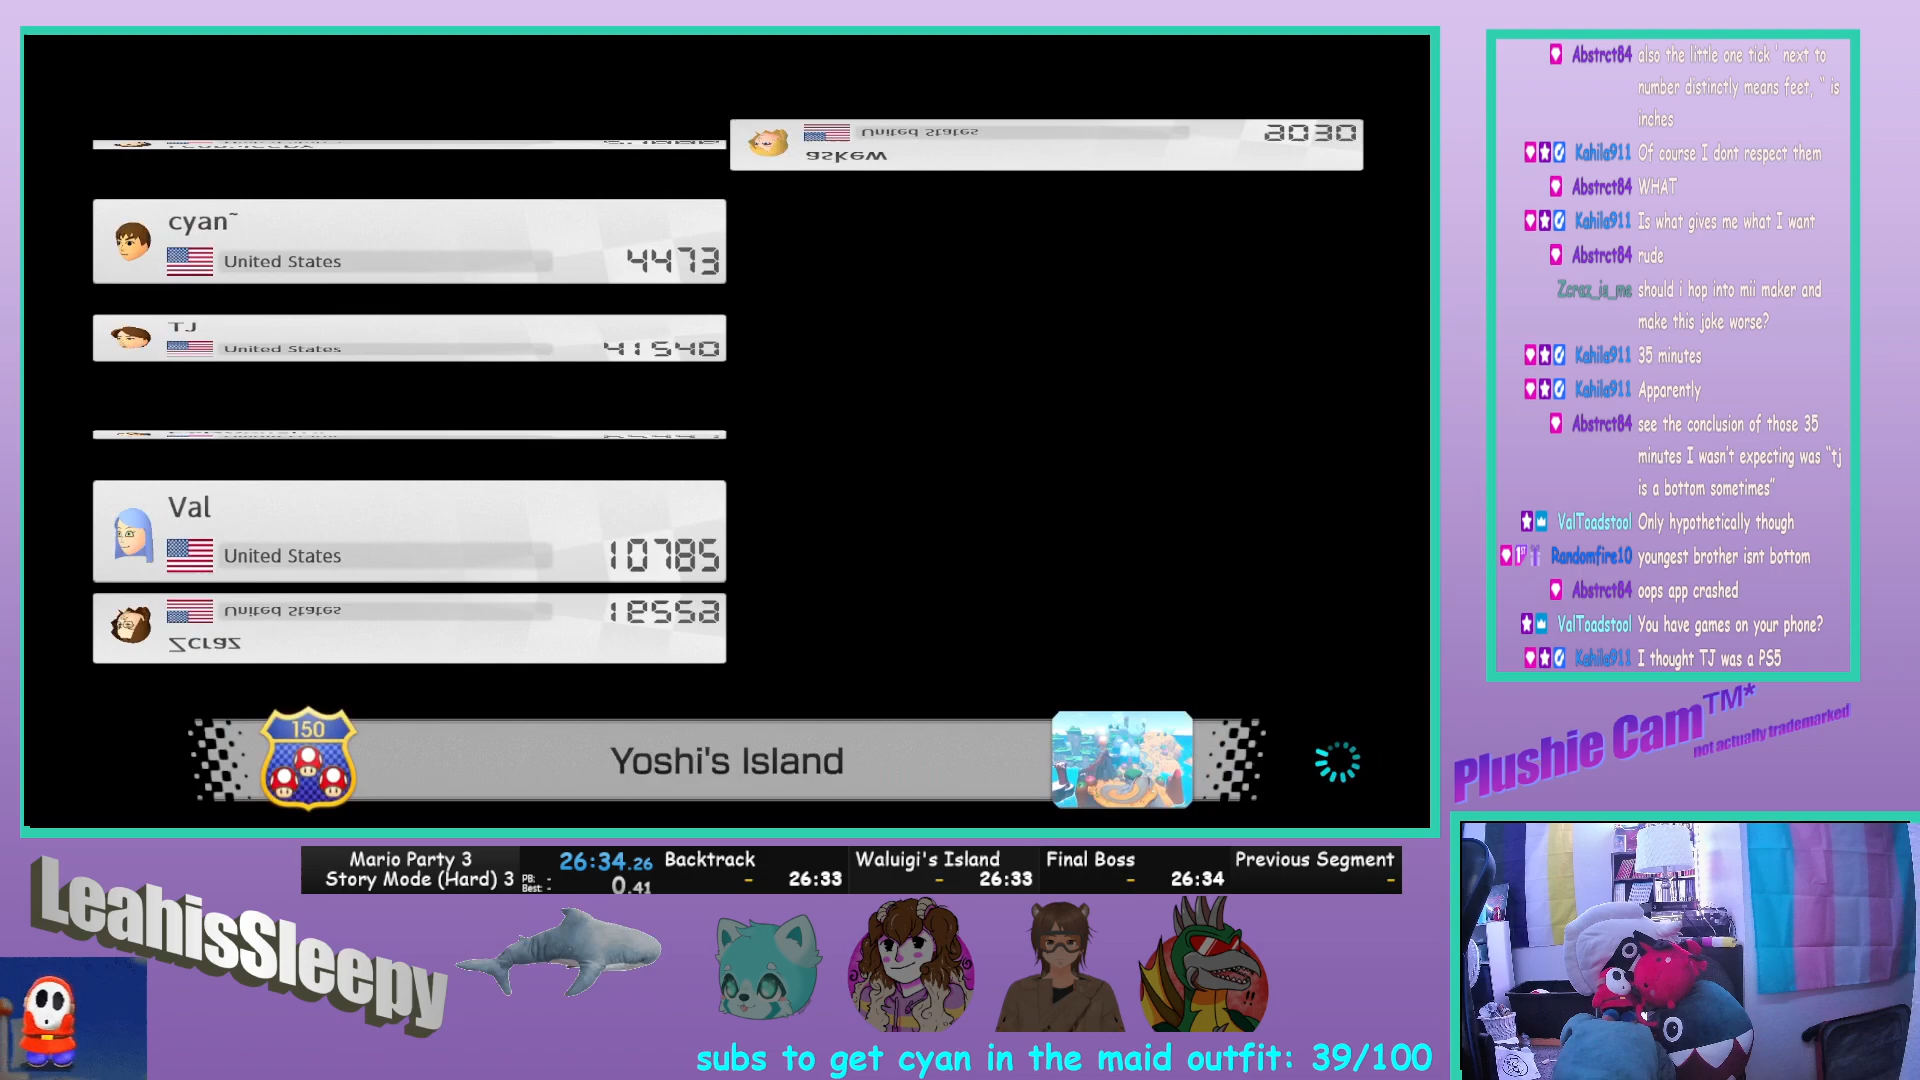 United States
9030
askew
cyan~
United States
4473
TJ
United States
41540
Val
United States
10785
United States
18553
Zcraz
150
Yoshi's Island
Abstrct84 also the little one tick ' next to
number distinctly means feet, " is
inches
Kahila911 Of course I dont respect them
Abstrct84 WHAT
Kahila911 Is what gives me what I want
Abstrct84 rude
Zcraz_is_me should i hop into mii maker and
make this joke worse?
Kahila911 35 minutes
Kahila911 Apparently
Abstrct84 see the conclusion of those 35
minutes I wasn't expecting was "tj
is a bottom sometimes"
ValToadstool Only hypothetically though
Randomfire10 youngest brother isnt bottom
Abstrct84 oops app crashed
ValToadstool You have games on your phone?
Kahila911 I thought TJ was a PS5
Plushie Cam™*
not actually trademarked
Mario Party 3
Story Mode (Hard) 3
PB: -
Best: -
26:34.26
0.41
Backtrack
- 26:33
Waluigi's Island
- 26:33
Final Boss
- 26:34
Previous Segment
-
LeahisSleepy
subs to get cyan in the maid outfit: 39/100